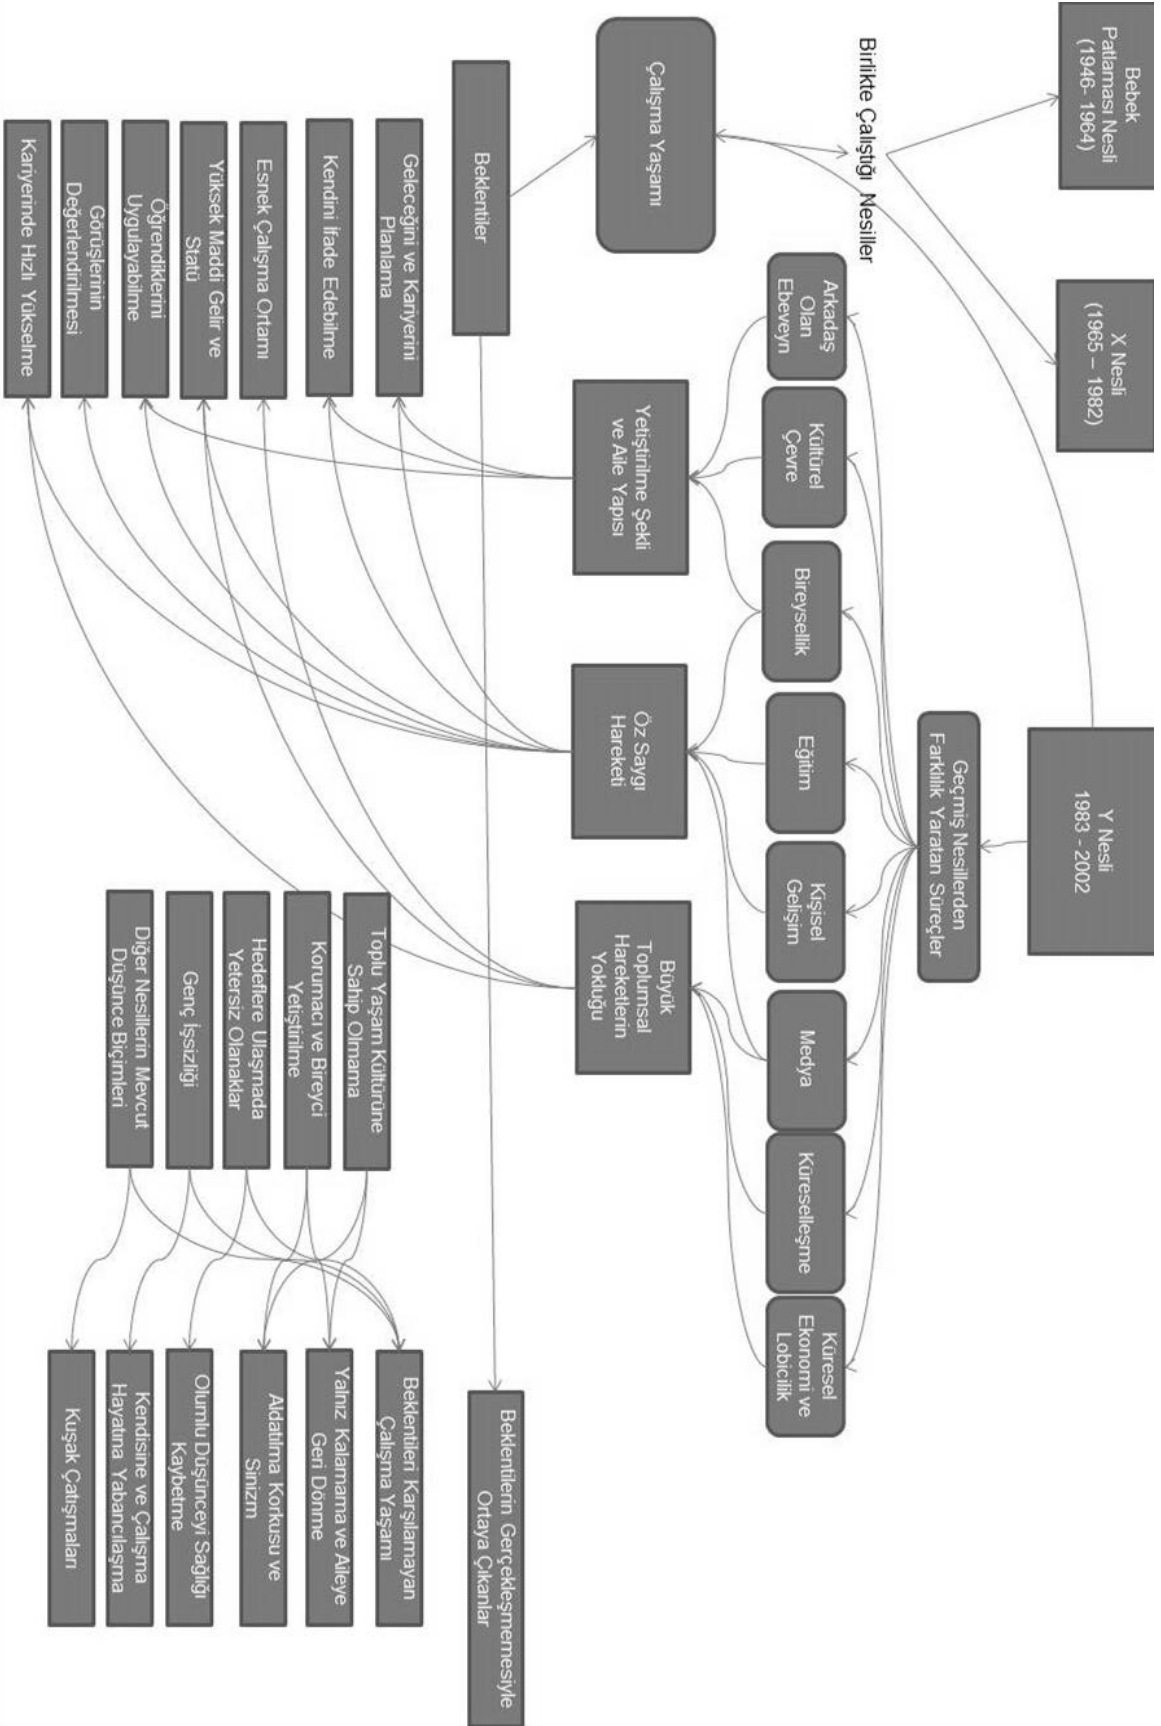 Bebek
Patlaması Nesli
(1946- 1964)
X Nesli
(1965 – 1982)
Y Nesli
1983 - 2002
Birlikte Çalıştığı Nesiller
Geçmiş Nesillerden
Farklılık Yaratan Süreçler
Çalışma Yaşamı
Arkadaş
Olan
Ebeveyn
Kültürel
Çevre
Bireysellik
Eğitim
Kişisel
Gelişim
Medya
Küreselleşme
Küresel
Ekonomi ve
Lobicilik
Yetiştirilme Şekli
ve Aile Yapısı
Öz Saygı
Hareketi
Büyük
Toplumsal
Hareketlerin
Yokluğu
Beklentiler
Beklentilerin Gerçekleşmemesiyle
Ortaya Çıkanlar
Geleceğini ve Kariyerini
Planlama
Kendini İfade Edebilme
Esnek Çalışma Ortamı
Yüksek Maddi Gelir ve
Statü
Öğrendiklerini
Uygulayabilme
Görüşlerinin
Değerlendirilmesi
Kariyerinde Hızlı Yükselme
Toplu Yaşam Kültürüne
Sahip Olmama
Korumacı ve Bireyci
Yetiştirilme
Hedeflere Ulaşmada
Yetersiz Olanaklar
Genç İşsizliği
Diğer Nesillerin Mevcut
Düşünce Biçimleri
Beklentileri Karşılamayan
Çalışma Yaşamı
Yalnız Kalamama ve Aileye
Geri Dönme
Aldatılma Korkusu ve
Sinizm
Olumlu Düşünceyi Sağlığı
Kaybetme
Kendisine ve Çalışma
Hayatına Yabancılaşma
Kuşak Çatışmaları